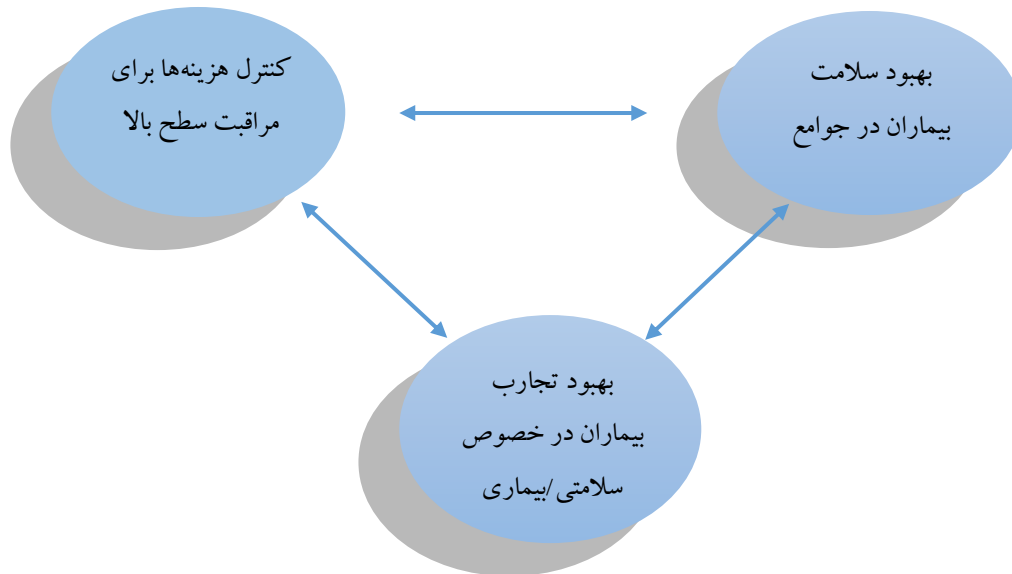 بهبود سلامت
بیماران در جوامع
کنترل هزینه‌ها برای
مراقبت سطح بالا
بهبود تجارب
بیماران در خصوص
سلامتی/بیماری